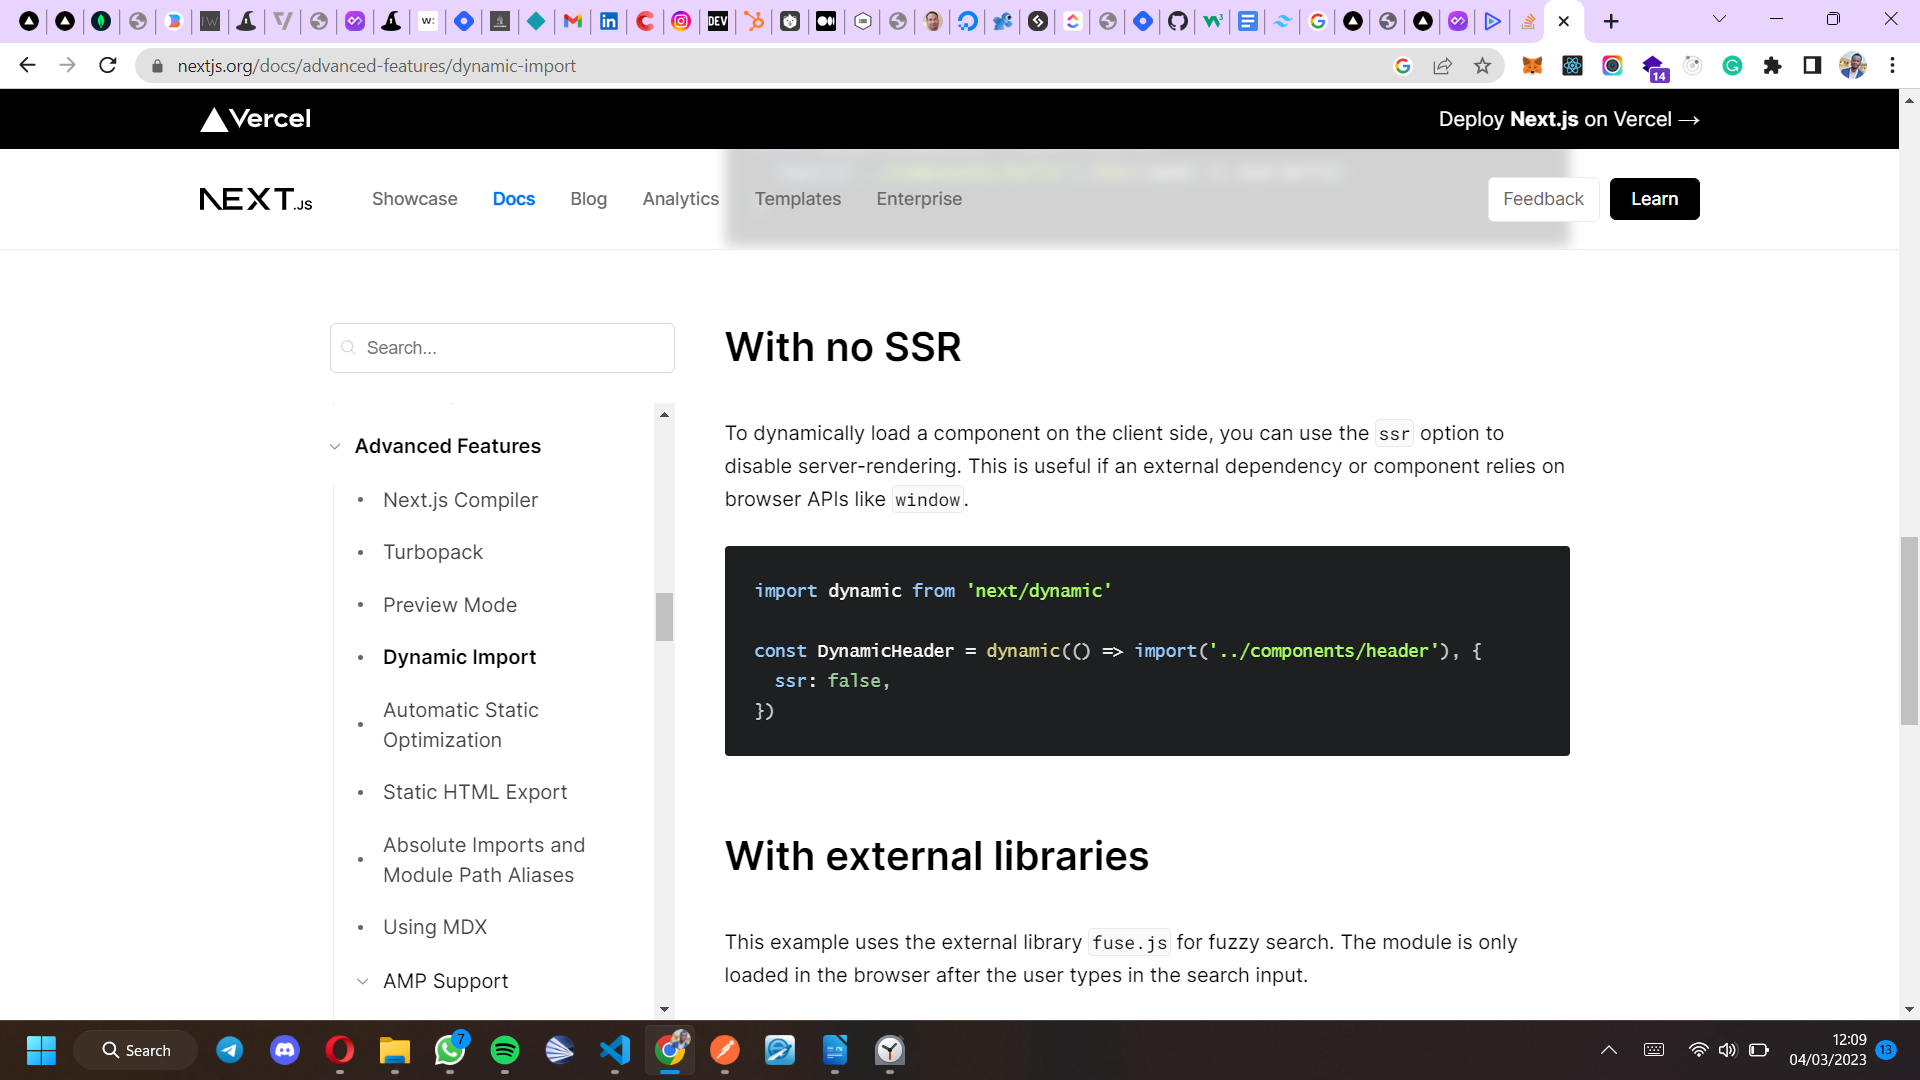 nextjs.org/docs/advanced-features/dynamic-import
14
Vercel
Deploy Next.js on Vercel →
NEXT.JS
Showcase
Docs
Blog
Analytics
Templates
Enterprise
Feedback
Learn
Search...
Advanced Features
Next.js Compiler
Turbopack
Preview Mode
Dynamic Import
Automatic Static
Optimization
Static HTML Export
Absolute Imports and
Module Path Aliases
Using MDX
AMP Support
With no SSR
To dynamically load a component on the client side, you can use the ssr option to
disable server-rendering. This is useful if an external dependency or component relies on
browser APIs like window.
import dynamic from 'next/dynamic'
const DynamicHeader = dynamic(() => import('../components/header'), {
ssr: false,
})
With external libraries
This example uses the external library fuse.js for fuzzy search. The module is only
loaded in the browser after the user types in the search input.
Search
7
12:09
04/03/2023
13